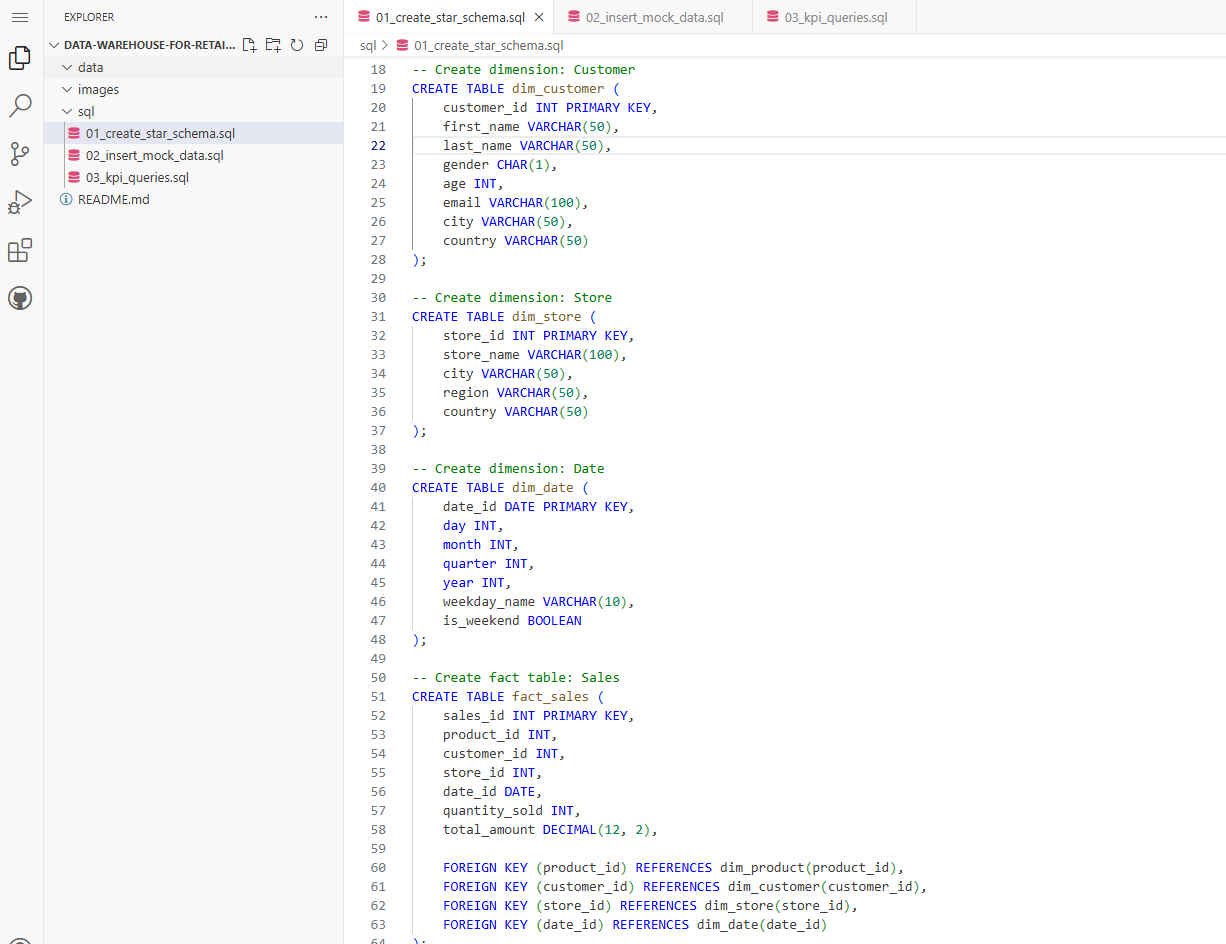 EXPLORER
DATA-WAREHOUSE-FOR-RETAI...
data
images
sql
01_create_star_schema.sql
02_insert_mock_data.sql
03_kpi_queries.sql
README.md
01_create_star_schema.sql
02_insert_mock_data.sql
03_kpi_queries.sql
sql > 01_create_star_schema.sql
18 -- Create dimension: Customer
19 CREATE TABLE dim_customer (
20 customer_id INT PRIMARY KEY,
21 first_name VARCHAR(50),
22 last_name VARCHAR(50),
23 gender CHAR(1),
24 age INT,
25 email VARCHAR(100),
26 city VARCHAR(50),
27 country VARCHAR(50)
28 );
29
30 -- Create dimension: Store
31 CREATE TABLE dim_store (
32 store_id INT PRIMARY KEY,
33 store_name VARCHAR(100),
34 city VARCHAR(50),
35 region VARCHAR(50),
36 country VARCHAR(50)
37 );
38
39 -- Create dimension: Date
40 CREATE TABLE dim_date (
41 date_id DATE PRIMARY KEY,
42 day INT,
43 month INT,
44 quarter INT,
45 year INT,
46 weekday_name VARCHAR(10),
47 is_weekend BOOLEAN
48 );
49
50 -- Create fact table: Sales
51 CREATE TABLE fact_sales (
52 sales_id INT PRIMARY KEY,
53 product_id INT,
54 customer_id INT,
55 store_id INT,
56 date_id DATE,
57 quantity_sold INT,
58 total_amount DECIMAL(12, 2),
59
60 FOREIGN KEY (product_id) REFERENCES dim_product(product_id),
61 FOREIGN KEY (customer_id) REFERENCES dim_customer(customer_id),
62 FOREIGN KEY (store_id) REFERENCES dim_store(store_id),
63 FOREIGN KEY (date_id) REFERENCES dim_date(date_id)
64 );